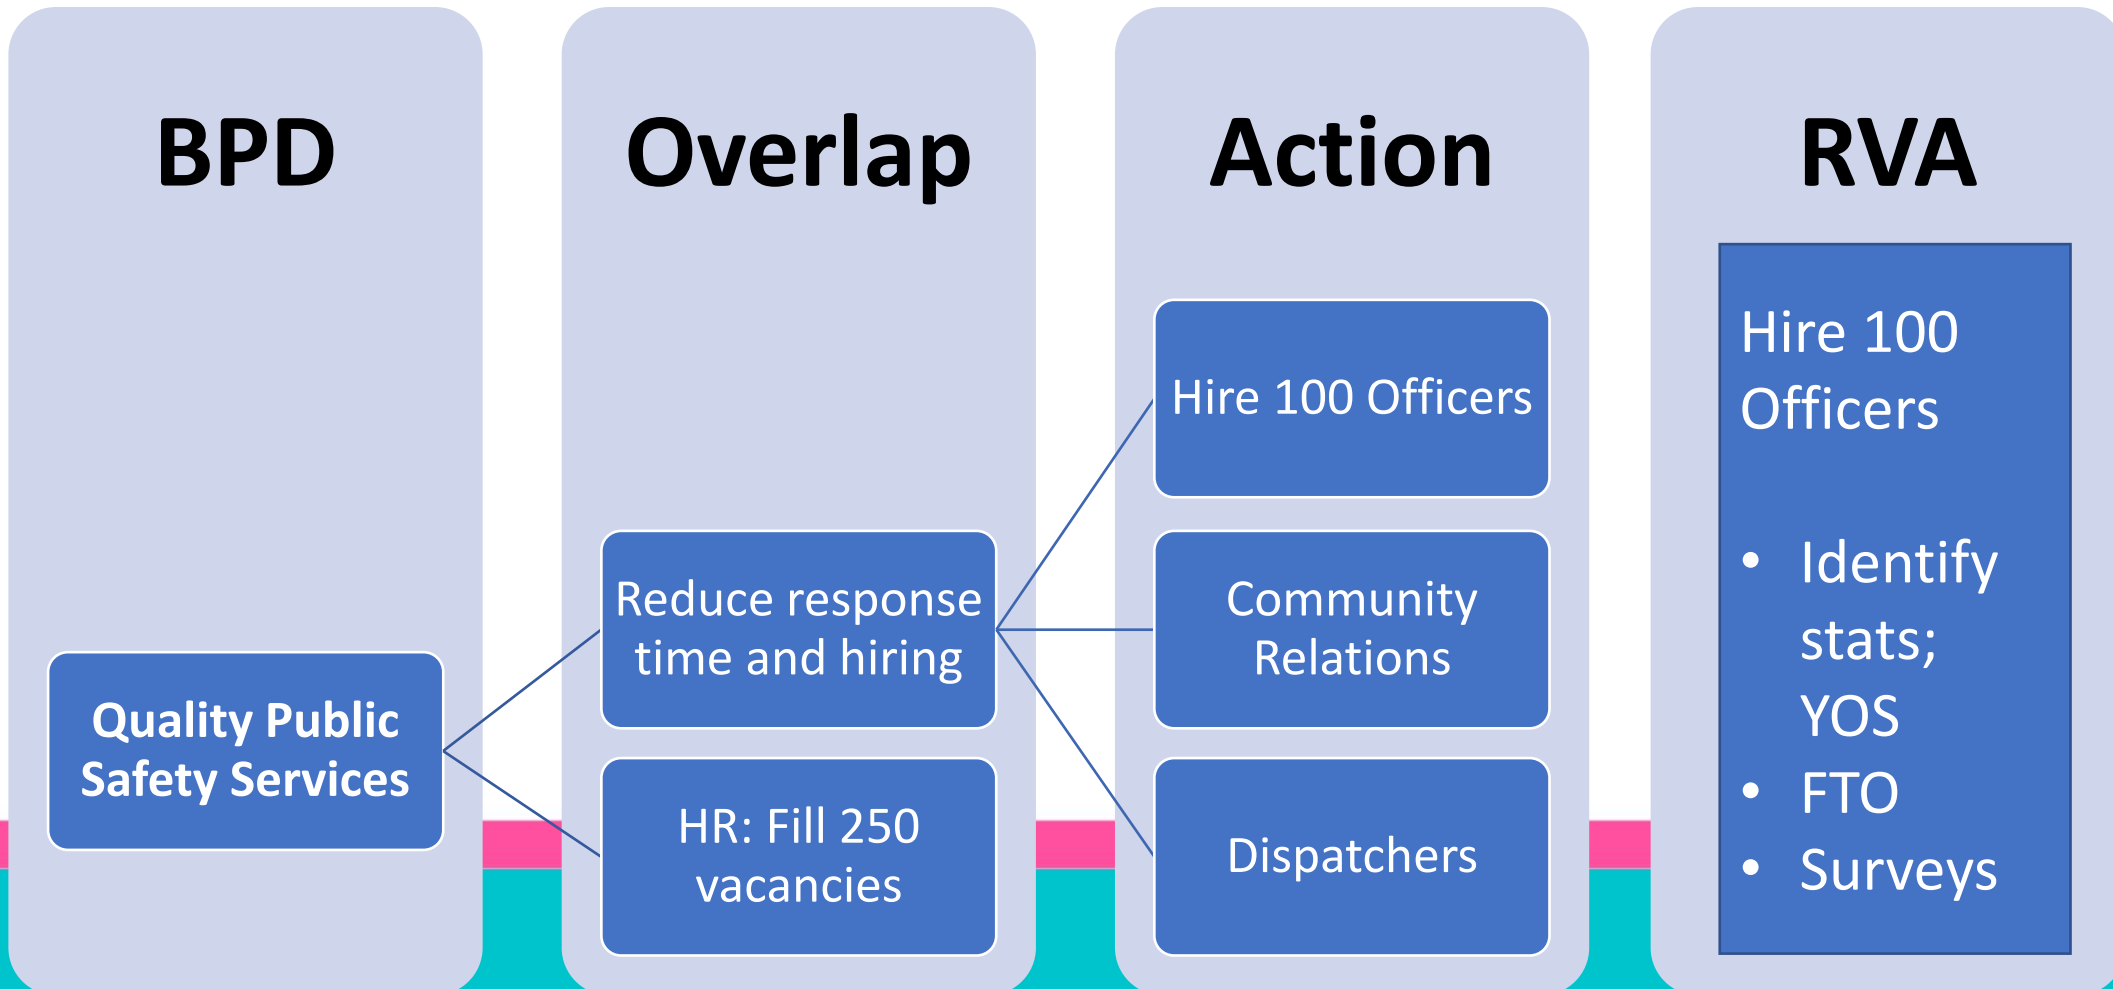 BPD
Quality Public
Safety Services
Overlap
Reduce response
time and hiring
HR: Fill 250
vacancies
Action
Hire 100 Officers
Community
Relations
Dispatchers
RVA
Hire 100
Officers
• Identify
stats;
YOS
• FTO
• Surveys